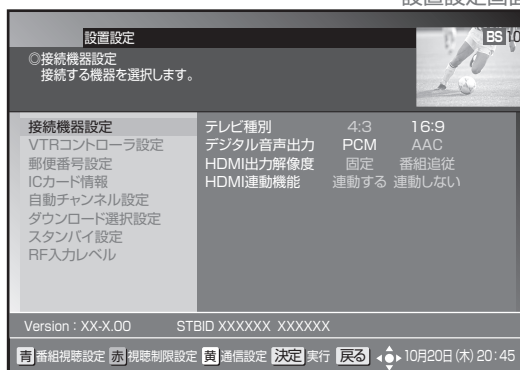 設置設定画面
設置設定
◎接続機器設定
接続する機器を選択します。
BS 10
接続機器設定 テレビ種別 4:3 16:9
VTRコントローラ設定 デジタル音声出力 PCM AAC
郵便番号設定 HDMI出力解像度 固定 番組追従
ICカード情報 HDMI連動機能 連動する 連動しない
自動チャンネル設定
ダウンロード選択設定
スタンバイ設定
RF入力レベル
Version : XX-X.00 STBID XXXXXX XXXXXX
青 番組視聴設定 赤 視聴制限設定 黄 通信設定 決定 実行 戻る 10月20日(木) 20:45